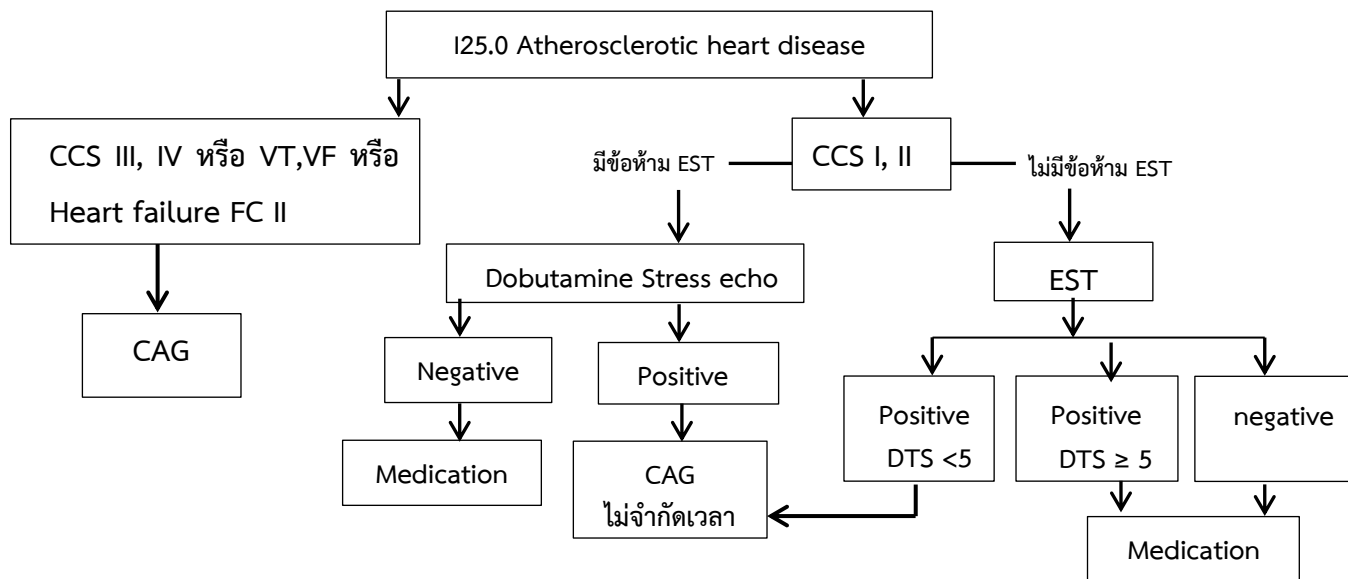 I25.0 Atherosclerotic heart disease
CCS III, IV หรือ VT,VF หรือ
Heart failure FC II
มีข้อห้าม EST
CCS I, II
ไม่มีข้อห้าม EST
Dobutamine Stress echo
EST
CAG
Negative
Positive
Positive
DTS <5
Positive
DTS ≥ 5
negative
Medication
CAG
ไม่จำกัดเวลา
Medication